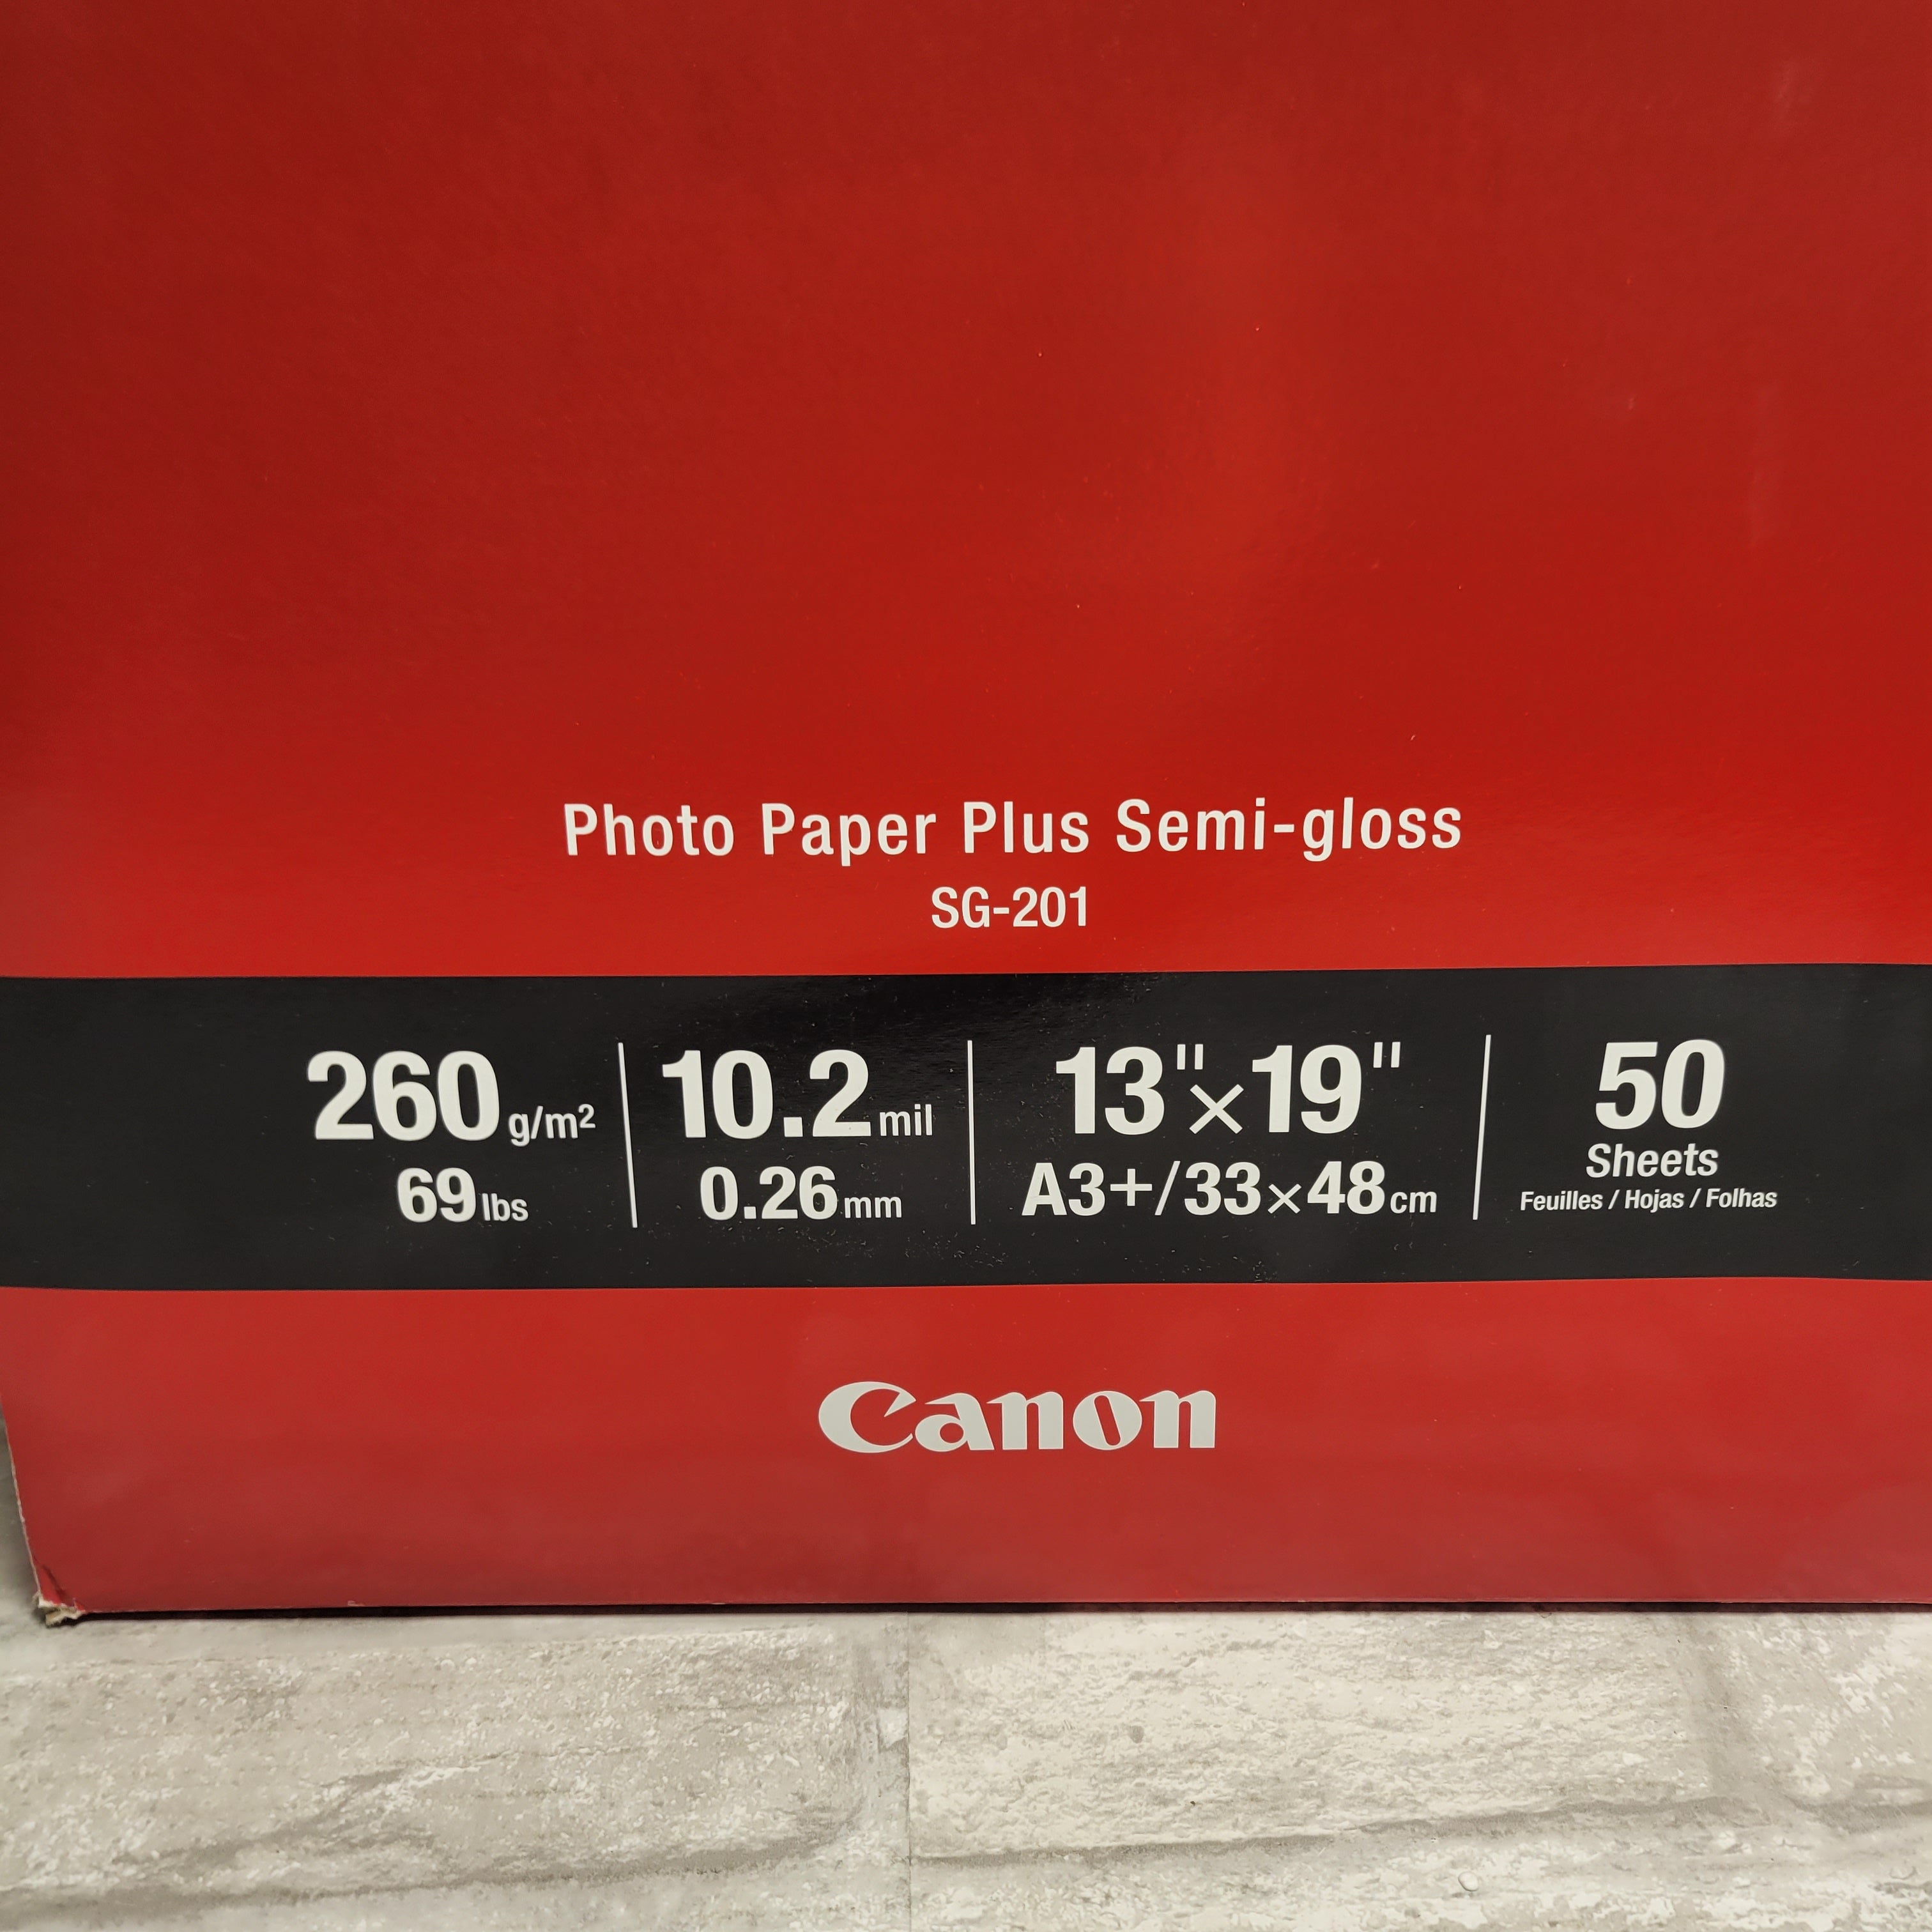 Photo Paper Plus Semi-gloss
SG-201
260 g/m² 10.2 mil 13"×19" 50
69 lbs 0.26 mm A3+/33×48 cm Sheets
Feuilles / Hojas / Folhas
Canon